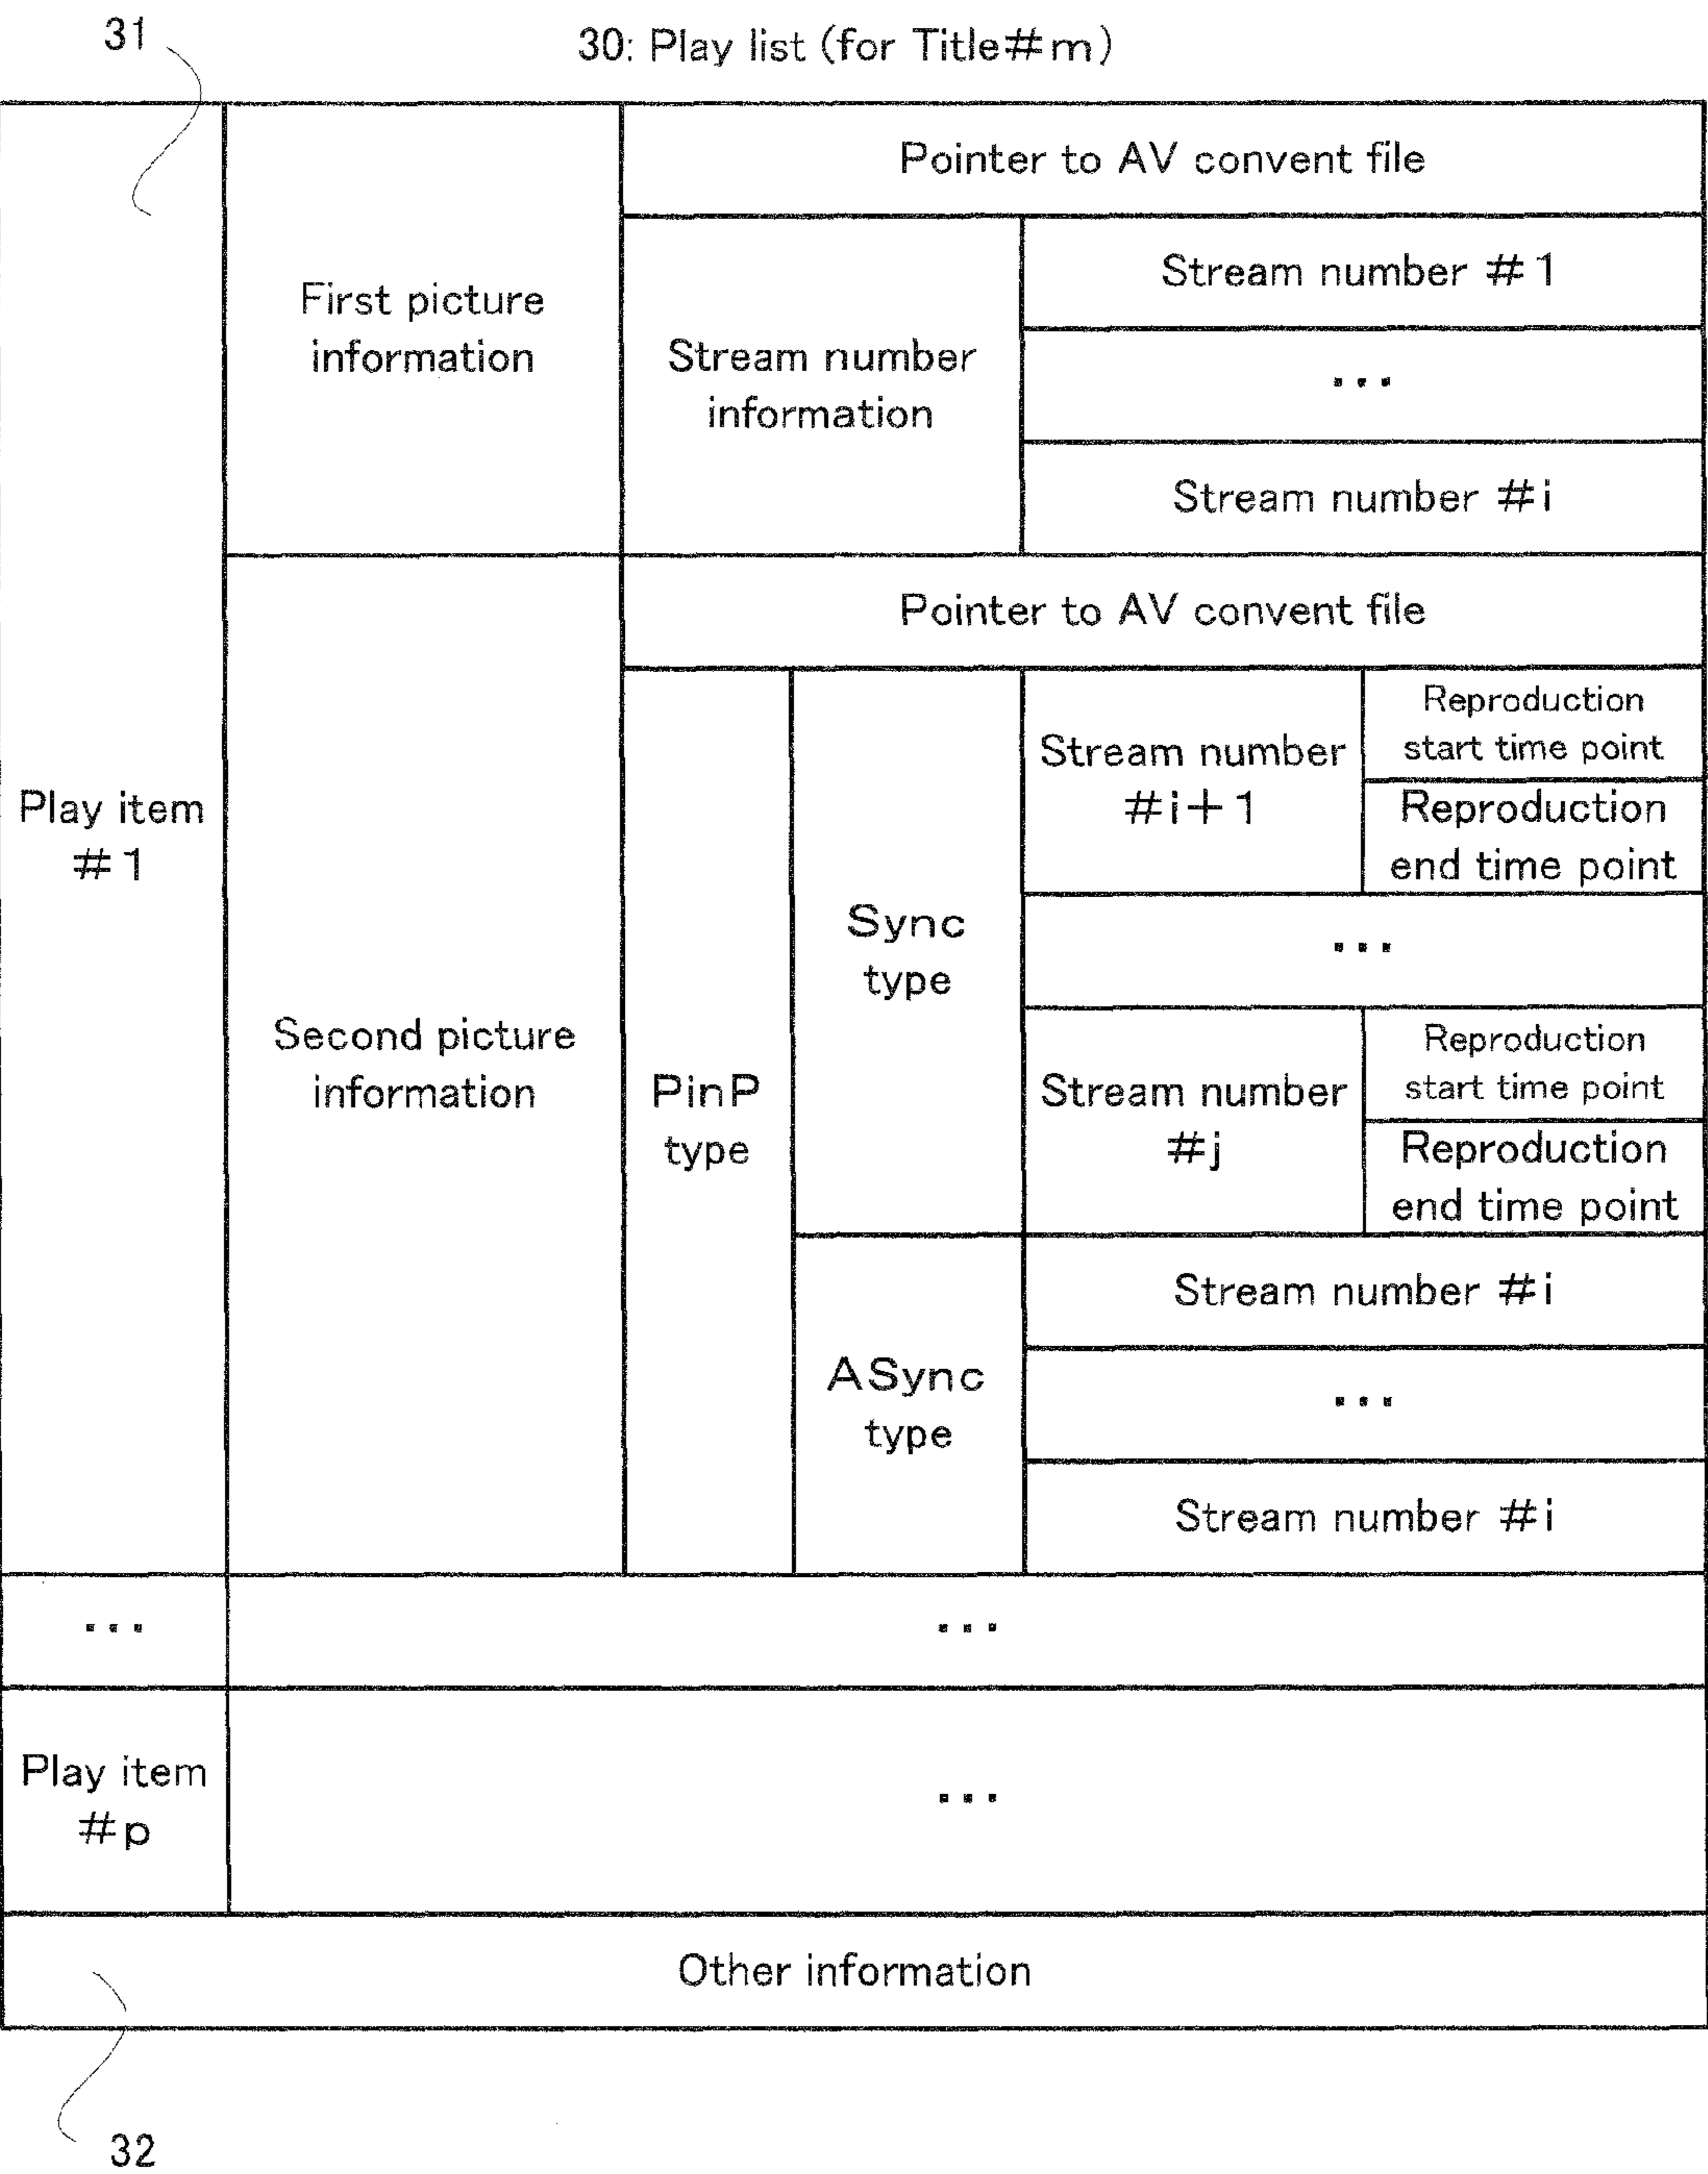 31
30: Play list (for Title#m)
Pointer to AV convent file
First picture
information
Stream number
information
Stream number #1
...
Stream number #i
Pointer to AV convent file
Play item
#1
Second picture
information
PinP
type
Sync
type
Stream number
#i+1
Reproduction
start time point
Reproduction
end time point
...
Stream number
#j
Reproduction
start time point
Reproduction
end time point
ASync
type
Stream number #i
...
Stream number #i
...
...
Play item
#p
...
Other information
32